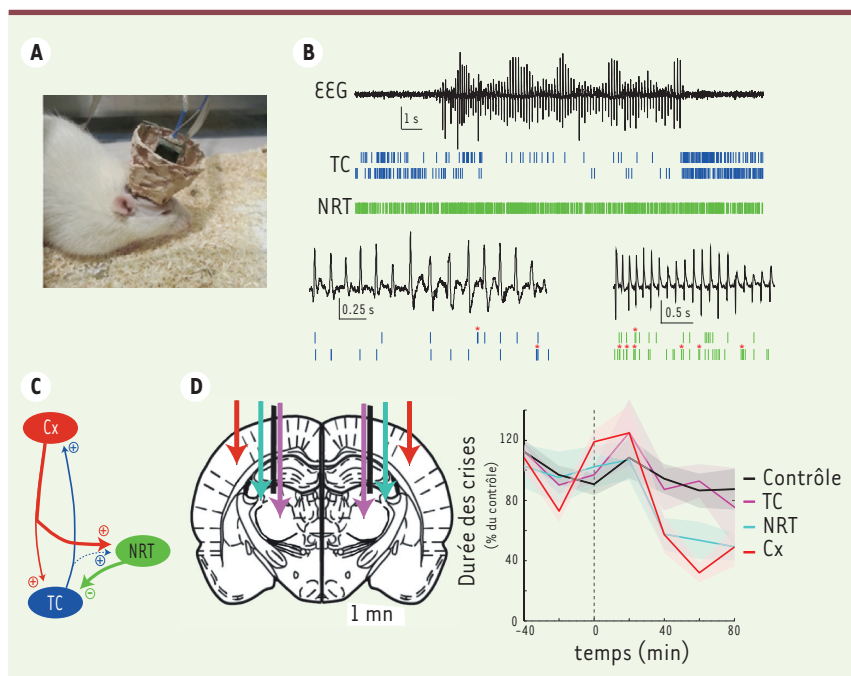 A
B
EEG
1 s
TC
NRT
0.25 s
0.5 s
*
*
*
* * * * * *
C
Cx
⊕
⊕
⊕
⊕
NRT
⊖
TC
D
1 mn
Durée des crises
(% du contrôle)
120
80
40
0
-40 0 40 80
temps (min)
Contrôle
TC
NRT
Cx